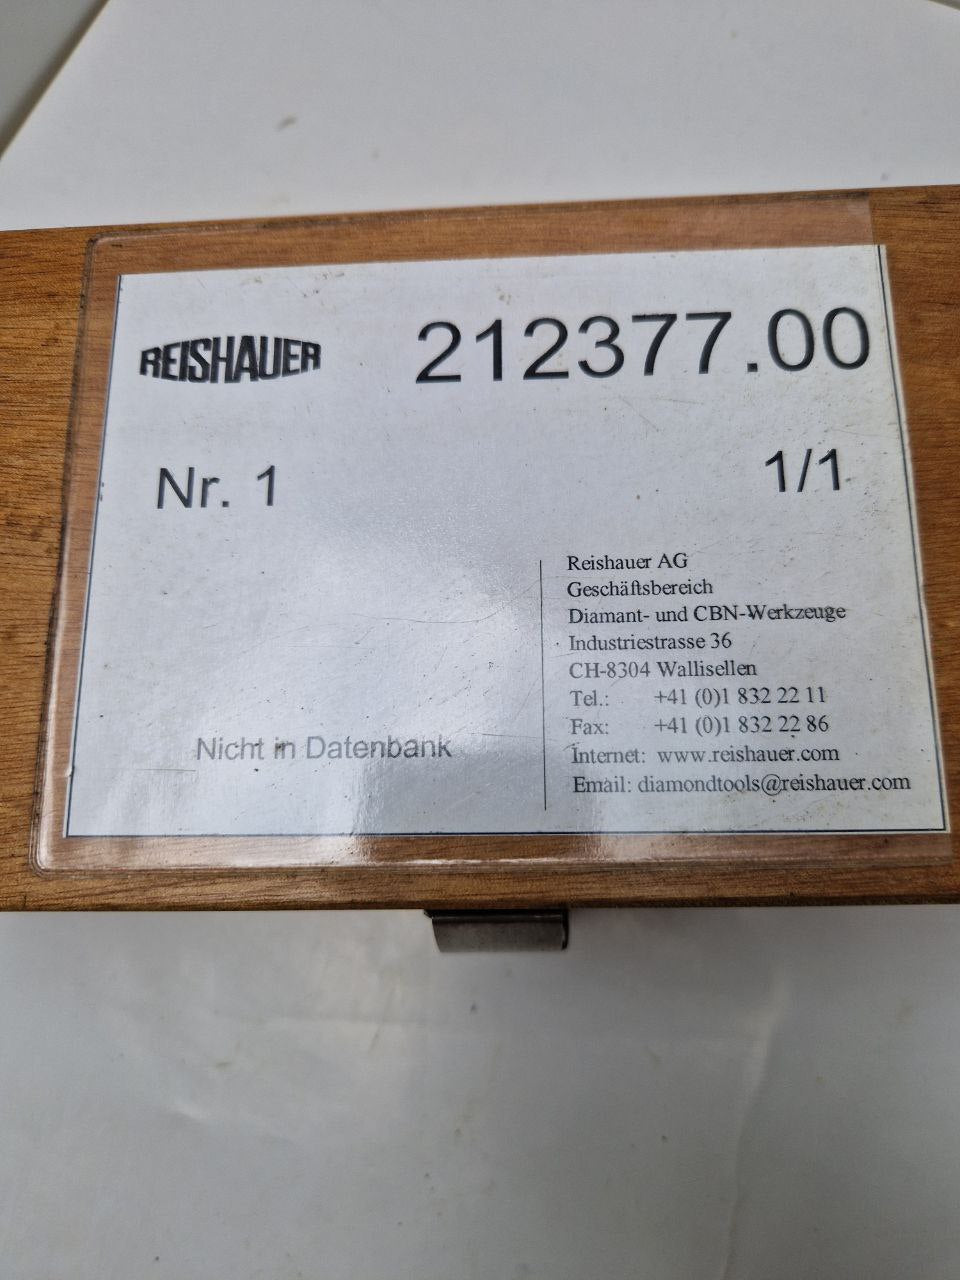 REISHAUER
212377.00
Nr. 1
1/1
Reishauer AG
Geschäftsbereich
Diamant- und CBN-Werkzeuge
Industriestrasse 36
CH-8304 Wallisellen
Tel.: +41 (0)1 832 22 11
Fax: +41 (0)1 832 22 86
Internet: www.reishauer.com
Email: diamondtools@reishauer.com
Nicht in Datenbank